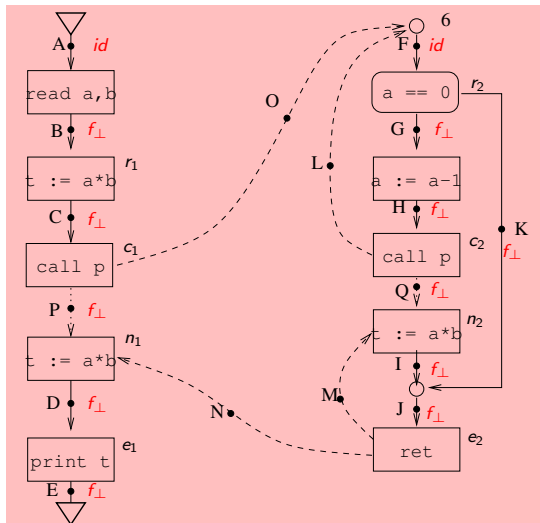 A id
read a,b
B f⊥
r1
t := a*b
C f⊥
c1
call p
P f⊥
n1
t := a*b
D f⊥
e1
print t
E f⊥
O
L
N
M
6
F id
r2
a == 0
G f⊥
a := a-1
H f⊥
K
f⊥
c2
call p
Q f⊥
n2
t := a*b
I f⊥
J f⊥
e2
ret